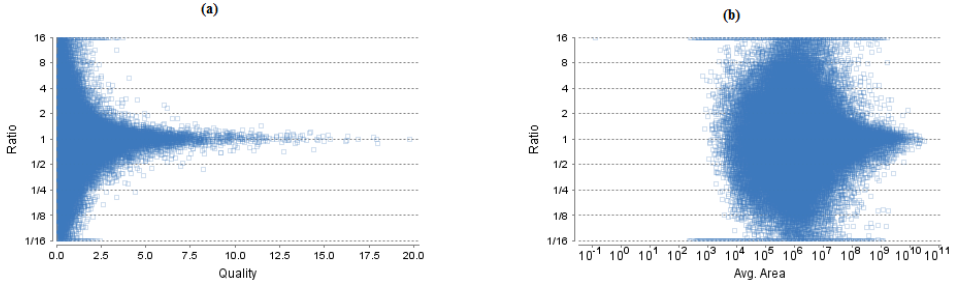 (a)
16
8
4
2
1
1/2
1/4
1/8
1/16
Ratio
0.0 2.5 5.0 7.5 10.0 12.5 15.0 17.5 20.0
Quality
(b)
16
8
4
2
1
1/2
1/4
1/8
1/16
Ratio
10⁻¹ 10⁰ 10¹ 10² 10³ 10⁴ 10⁵ 10⁶ 10⁷ 10⁸ 10⁹ 10¹⁰ 10¹¹
Avg. Area